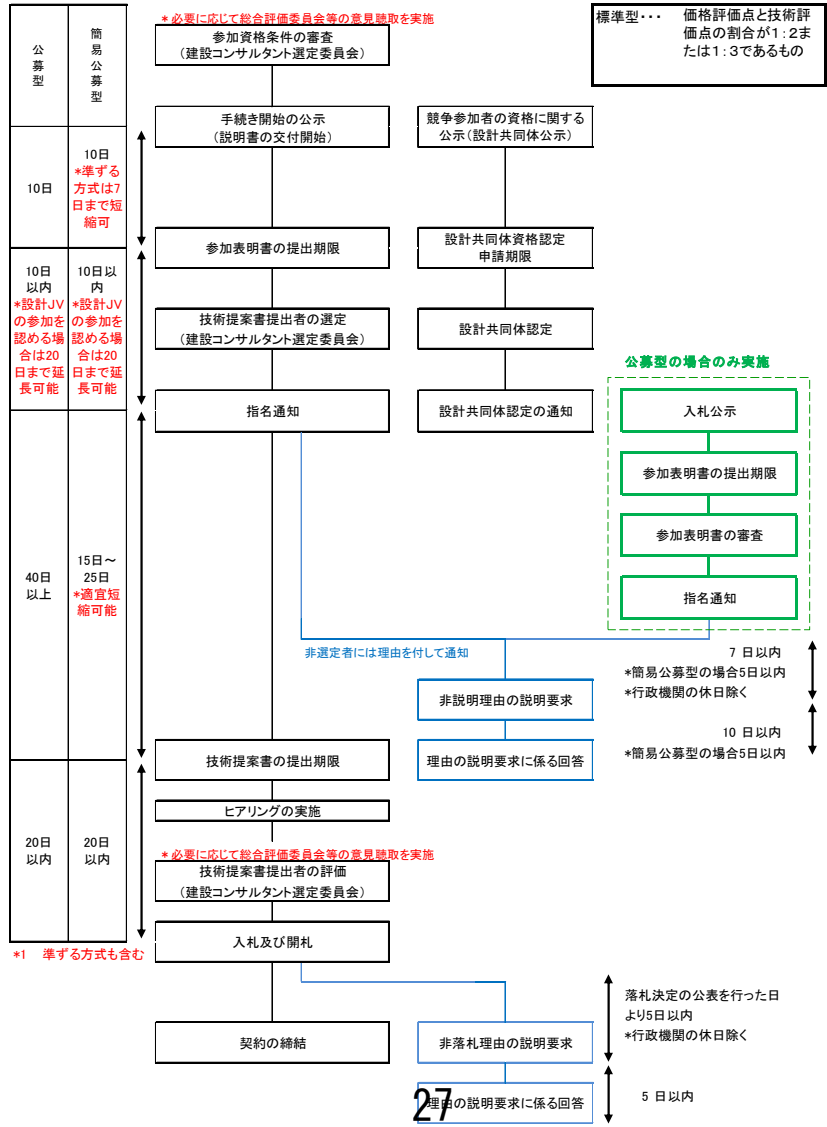 *必要に応じて総合評価委員会等の意見聴取を実施
標準型・・・ 価格評価点と技術評
価点の割合が1:2ま
たは1:3であるもの
公募型
簡易公募型
参加資格条件の審査
(建設コンサルタント選定委員会)
手続き開始の公示
(説明書の交付開始)
競争参加者の資格に関する
公示(設計共同体公示)
10日
10日
*準ずる
方式は7
日まで短
縮可
参加表明書の提出期限
設計共同体資格認定
申請期限
10日
以内
*設計JV
の参加を
認める場
合は20
日まで延
長可能
10日以
内
*設計JV
の参加を
認める場
合は20
日まで延
長可能
技術提案書提出者の選定
(建設コンサルタント選定委員会)
設計共同体認定
指名通知
設計共同体認定の通知
公募型の場合のみ実施
入札公示
参加表明書の提出期限
参加表明書の審査
指名通知
40日
以上
15日~
25日
*適宜短
縮可能
非選定者には理由を付して通知
7 日以内
*簡易公募型の場合5日以内
*行政機関の休日除く
非説明理由の説明要求
10 日以内
*簡易公募型の場合5日以内
技術提案書の提出期限
理由の説明要求に係る回答
ヒアリングの実施
20日
以内
20日
以内
*必要に応じて総合評価委員会等の意見聴取を実施
技術提案書提出者の評価
(建設コンサルタント選定委員会)
入札及び開札
*1 準ずる方式も含む
落札決定の公表を行った日
より5日以内
*行政機関の休日除く
契約の締結
非落札理由の説明要求
理由の説明要求に係る回答
5 日以内
27